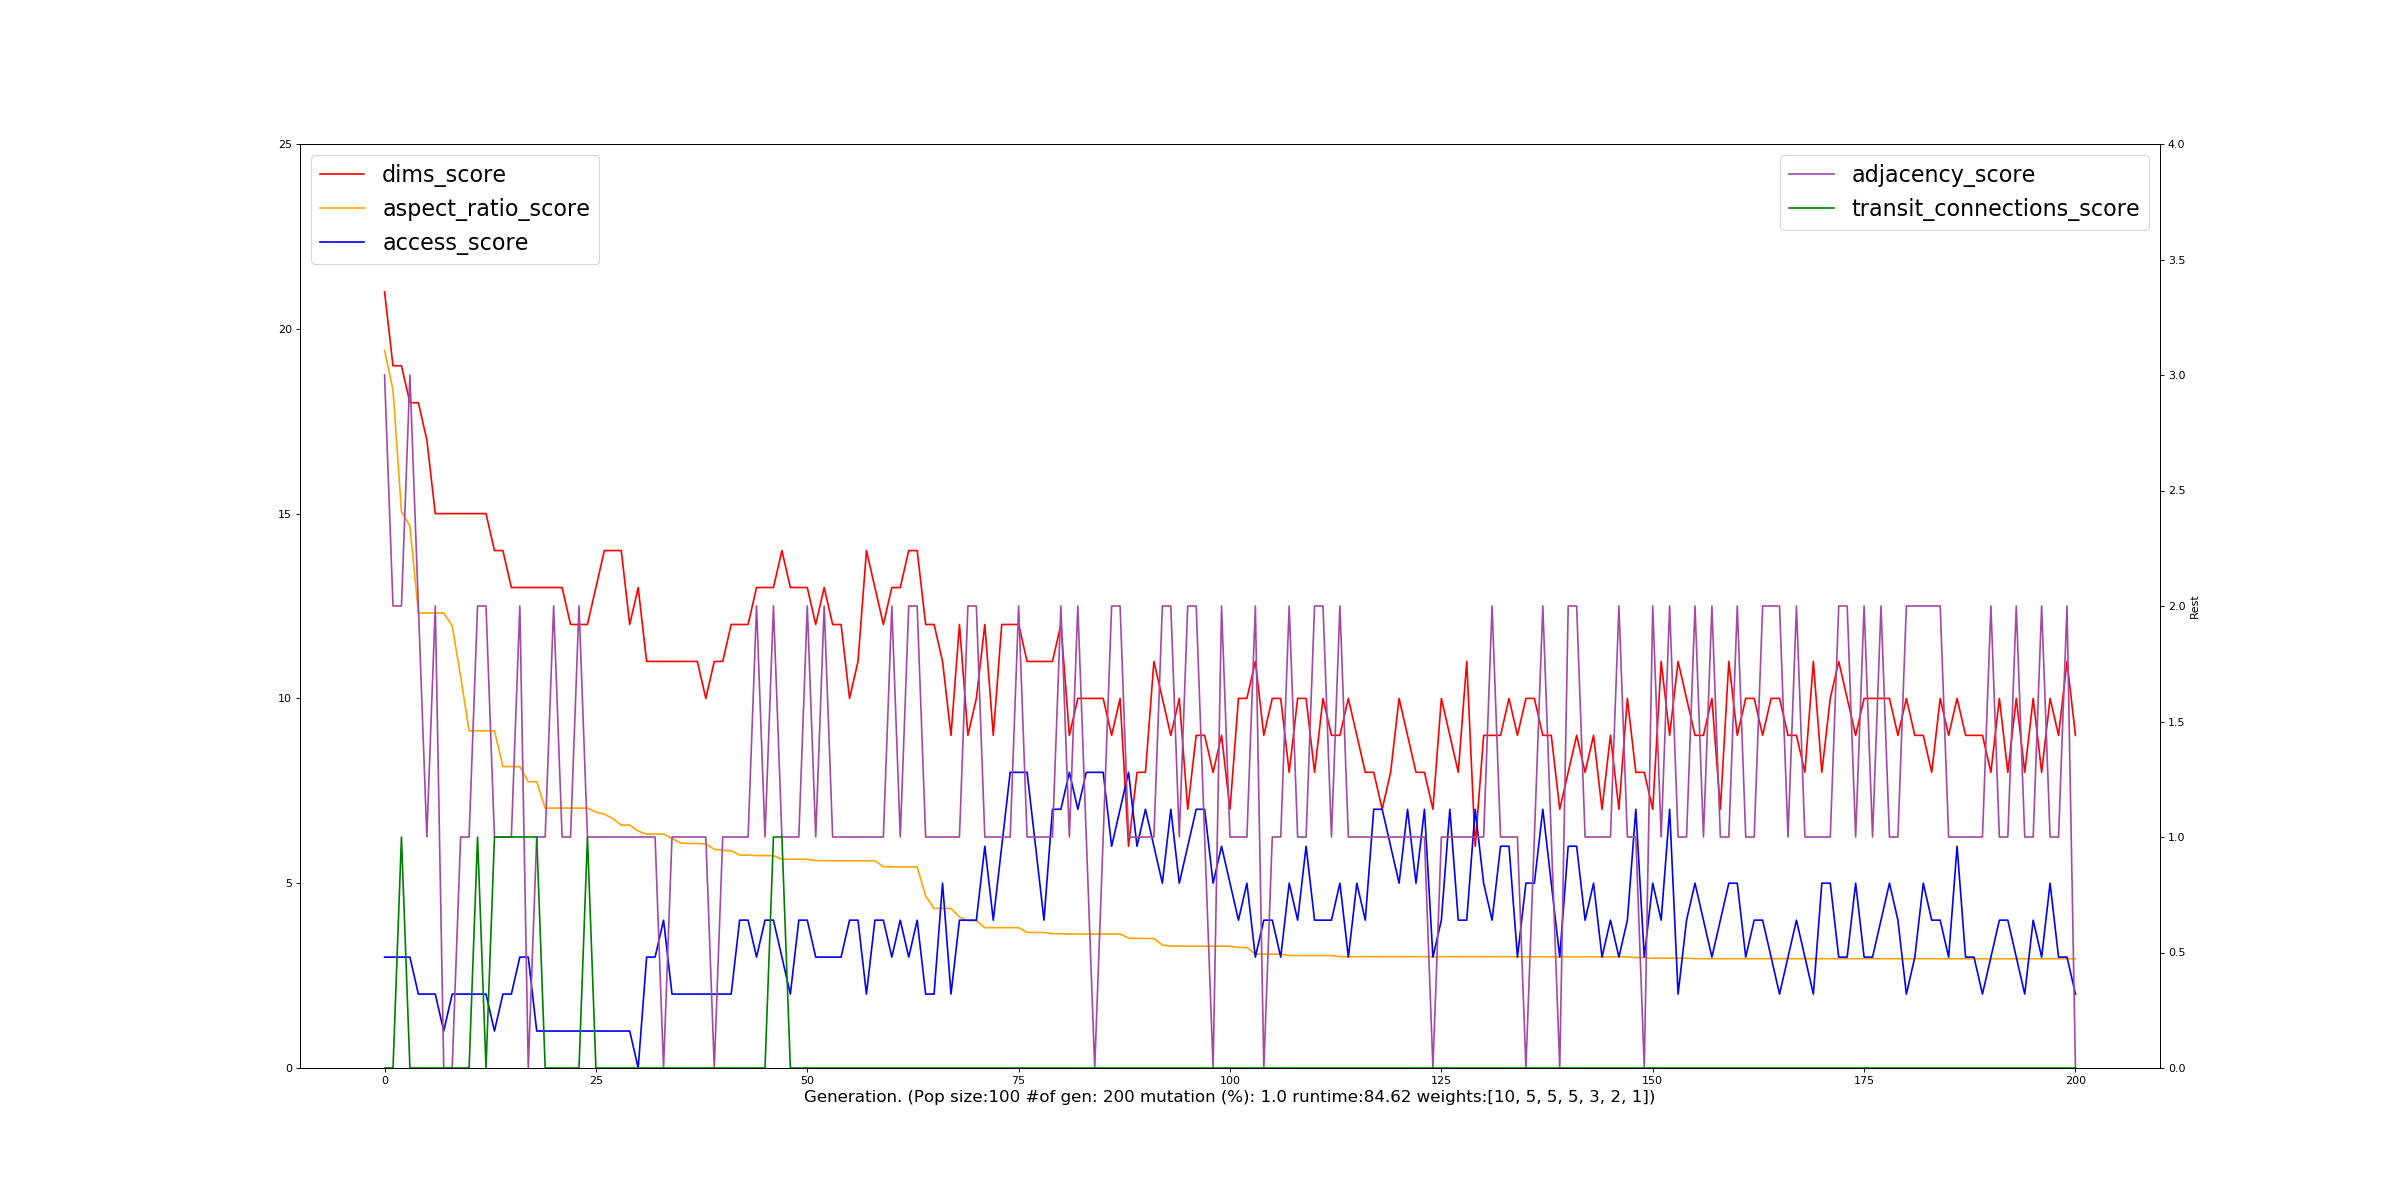 dims_score
aspect_ratio_score
access_score
adjacency_score
transit_connections_score
25
20
15
10
5
0
4.0
3.5
3.0
2.5
2.0
1.5
1.0
0.5
0.0
Rest
0 25 50 75 100 125 150 175 200
Generation. (Pop size:100 #of gen: 200 mutation (%): 1.0 runtime:84.62 weights:[10, 5, 5, 5, 3, 2, 1])